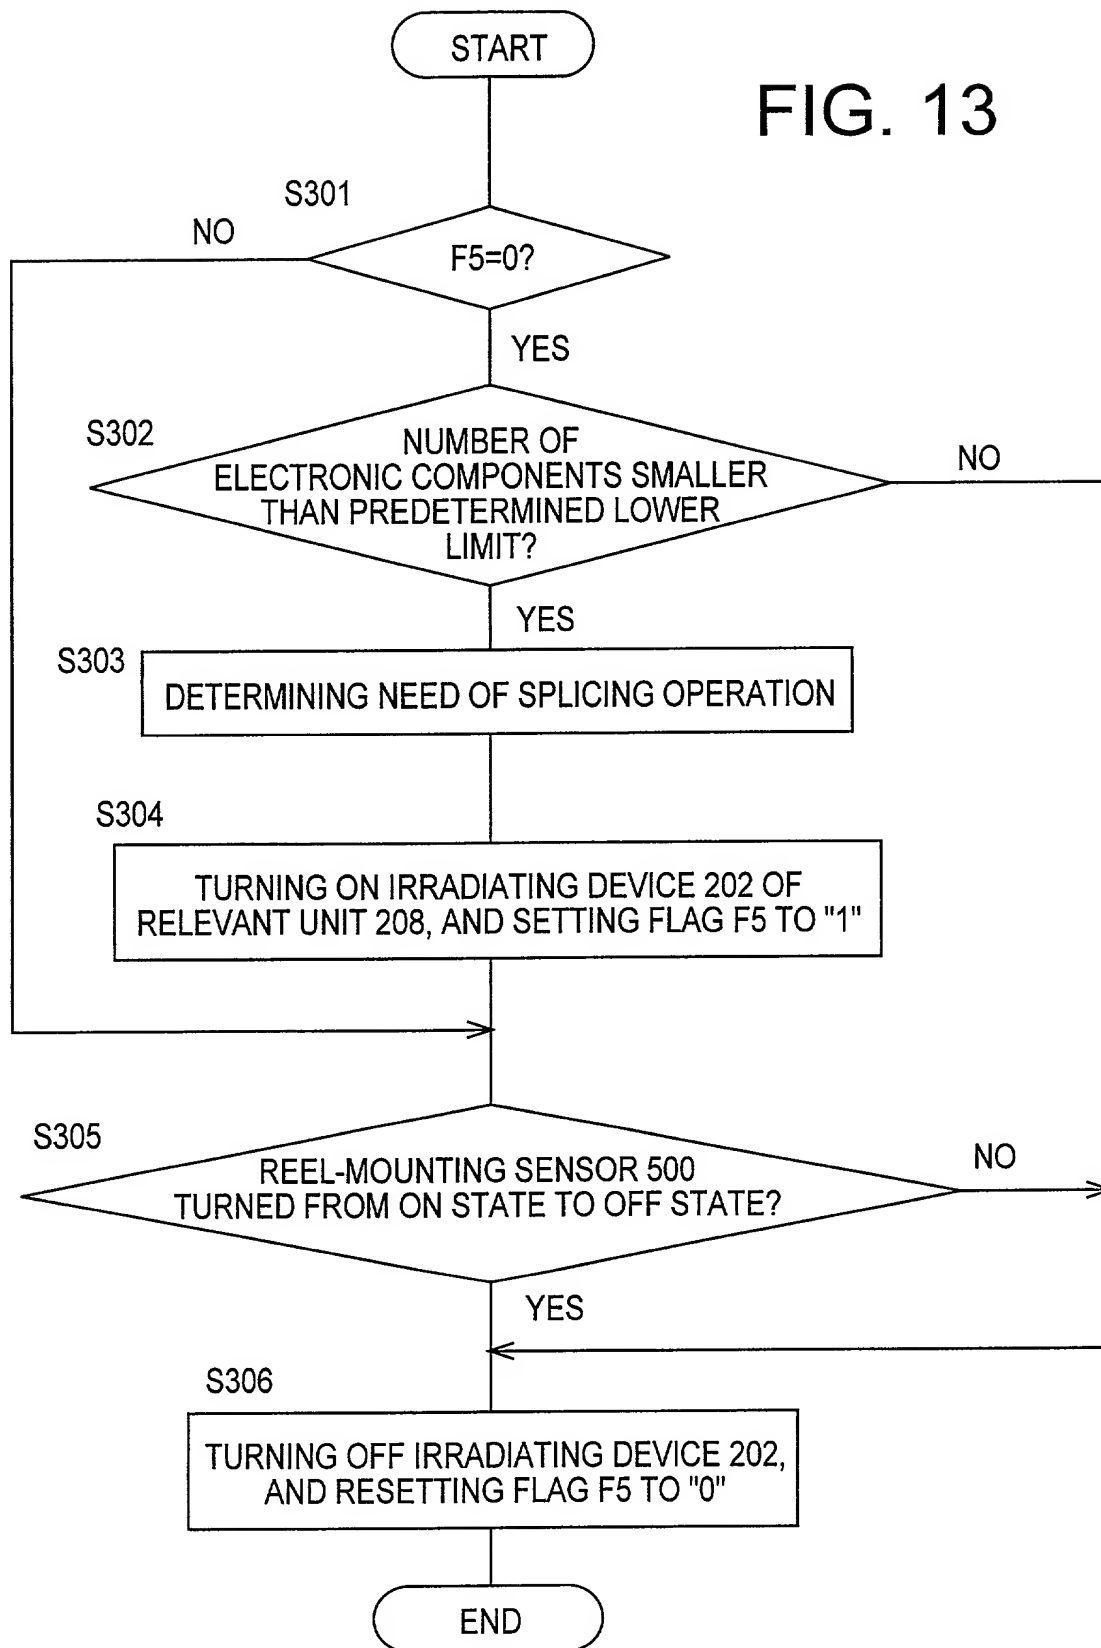 START
FIG. 13
S301
NO
F5=0?
YES
S302
NUMBER OF
ELECTRONIC COMPONENTS SMALLER
THAN PREDETERMINED LOWER
LIMIT?
NO
YES
S303
DETERMINING NEED OF SPLICING OPERATION
S304
TURNING ON IRRADIATING DEVICE 202 OF
RELEVANT UNIT 208, AND SETTING FLAG F5 TO "1"
S305
REEL-MOUNTING SENSOR 500
TURNED FROM ON STATE TO OFF STATE?
NO
YES
S306
TURNING OFF IRRADIATING DEVICE 202,
AND RESETTING FLAG F5 TO "0"
END